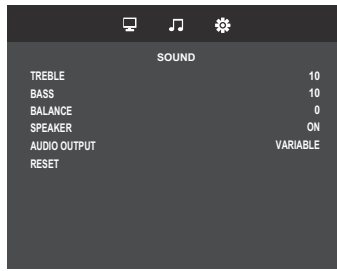 SOUND
TREBLE 10
BASS 10
BALANCE 0
SPEAKER ON
AUDIO OUTPUT VARIABLE
RESET